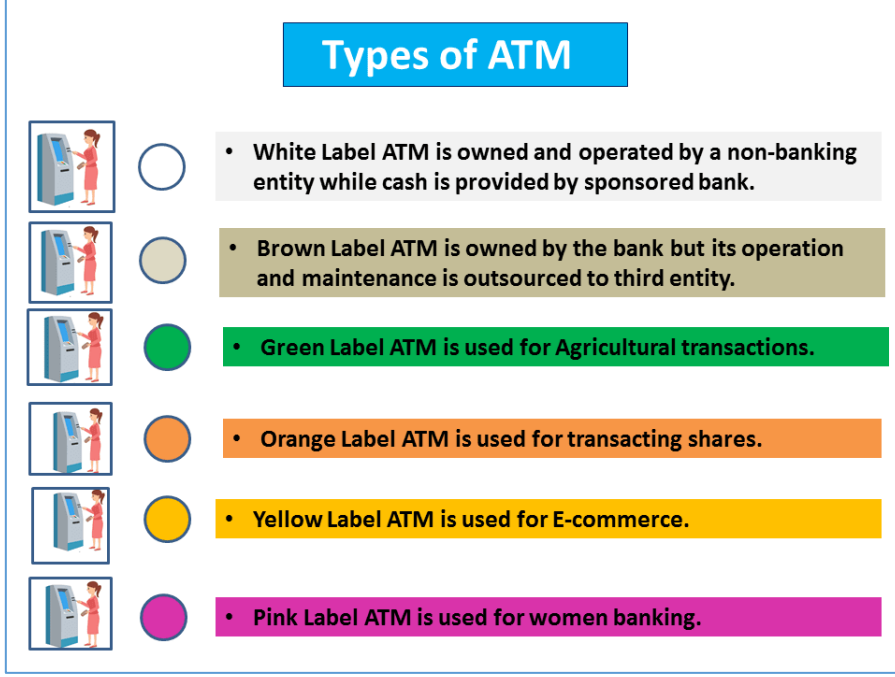 Types of ATM
• White Label ATM is owned and operated by a non-banking
entity while cash is provided by sponsored bank.
• Brown Label ATM is owned by the bank but its operation
and maintenance is outsourced to third entity.
• Green Label ATM is used for Agricultural transactions.
• Orange Label ATM is used for transacting shares.
• Yellow Label ATM is used for E-commerce.
• Pink Label ATM is used for women banking.